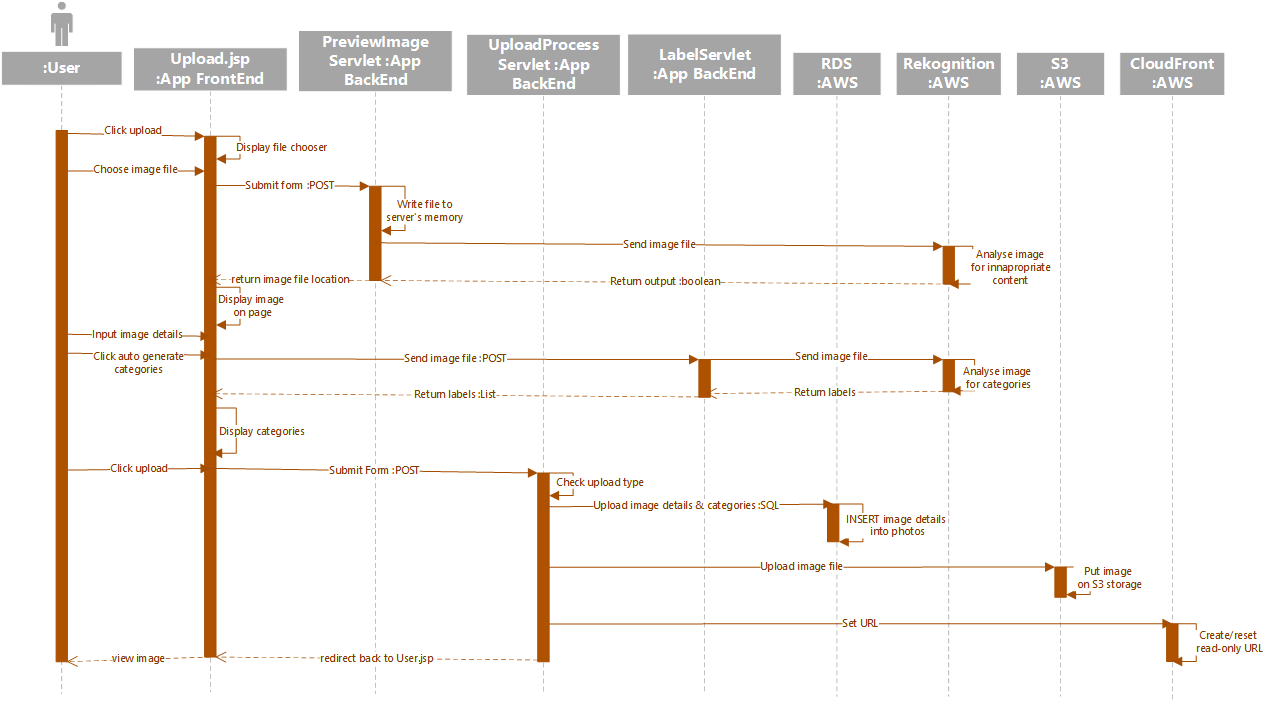 :User
Upload.jsp
:App FrontEnd
PreviewImage
Servlet :App
BackEnd
UploadProcess
Servlet :App
BackEnd
LabelServlet
:App BackEnd
RDS
:AWS
Rekognition
:AWS
S3
:AWS
CloudFront
:AWS
Click upload
Display file chooser
Choose image file
Submit form :POST
Write file to
server's memory
Send image file
Analyse image
for innapropriate
content
return image file location
Return output :boolean
Display image
on page
Input image details
Click auto generate
categories
Send image file :POST
Send image file
Analyse image
for categories
Return labels :List
Return labels
Display categories
Click upload
Submit Form :POST
Check upload type
Upload image details & categories :SQL
INSERT image details
into photos
Upload image file
Put image
on S3 storage
Set URL
Create/reset
read-only URL
view image
redirect back to User.jsp